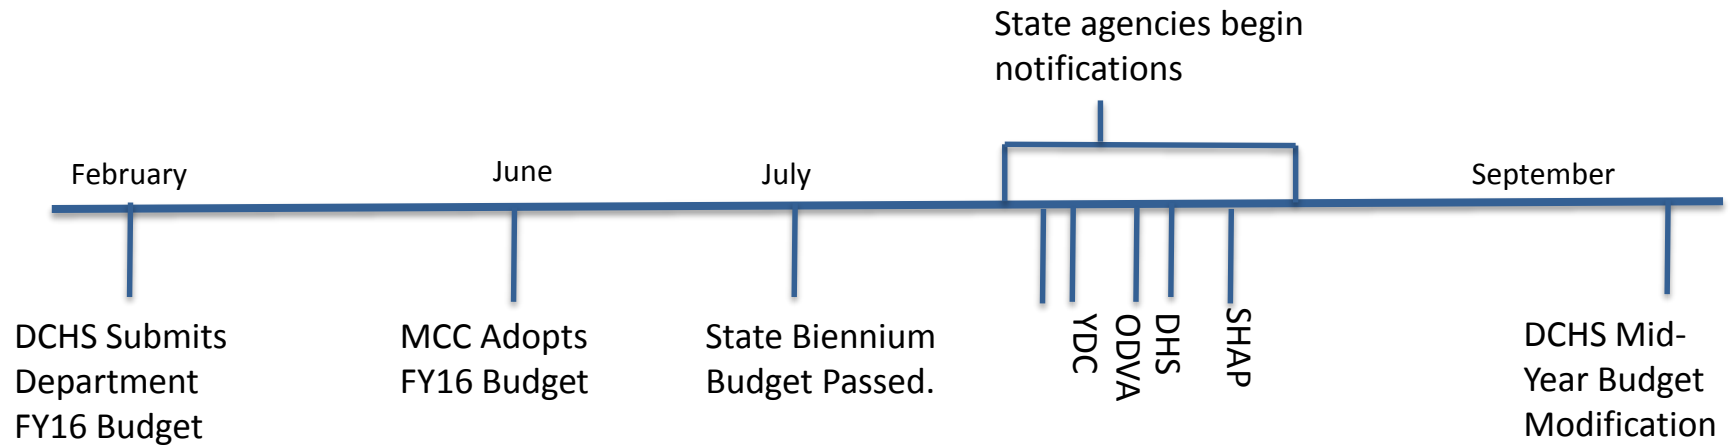 State agencies begin
notifications
February
June
July
September
DCHS Submits
Department
FY16 Budget
MCC Adopts
FY16 Budget
State Biennium
Budget Passed.
YDC
ODVA
DHS
SHAP
DCHS Mid-
Year Budget
Modification